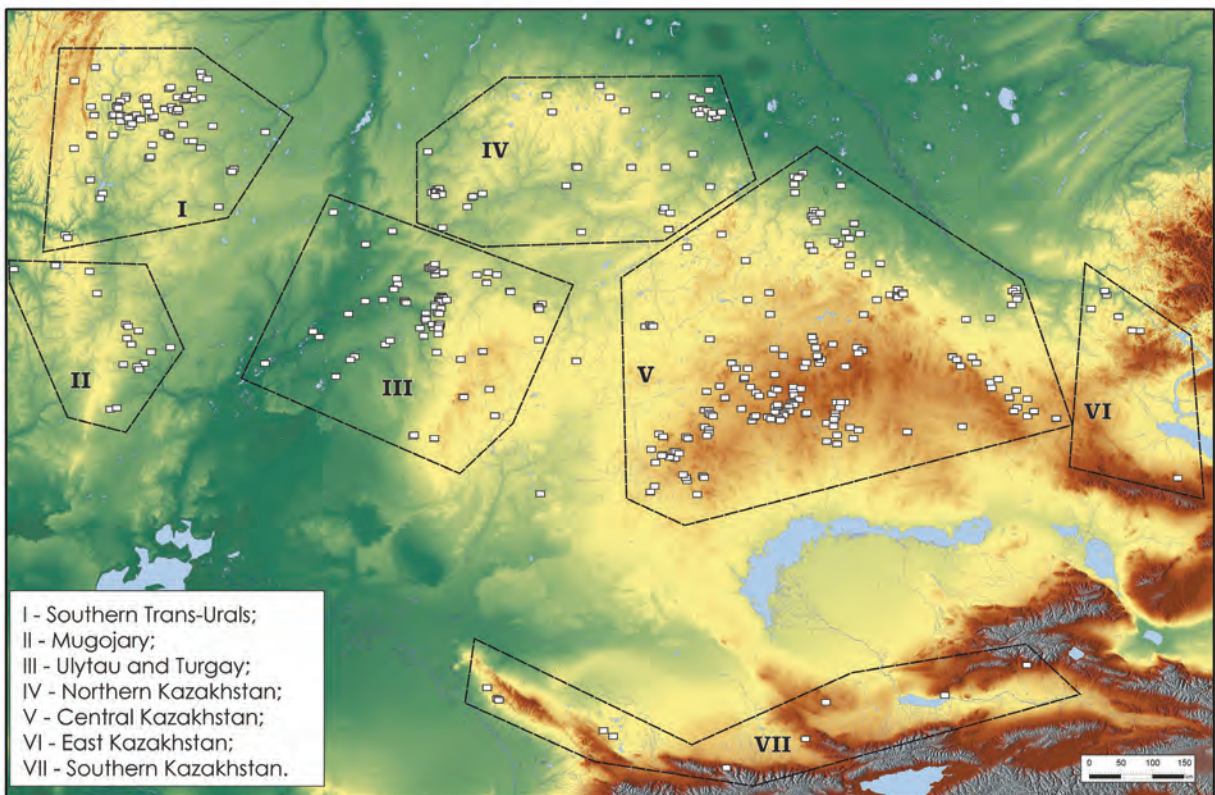 I
II
III
IV
V
VI
VII
I - Southern Trans-Urals;
II - Mugojary;
III - Ulytau and Turgay;
IV - Northern Kazakhstan;
V - Central Kazakhstan;
VI - East Kazakhstan;
VII - Southern Kazakhstan.
0 50 100 150